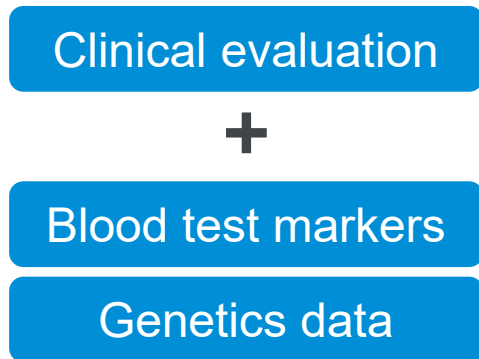 Clinical evaluation
+
Blood test markers
Genetics data